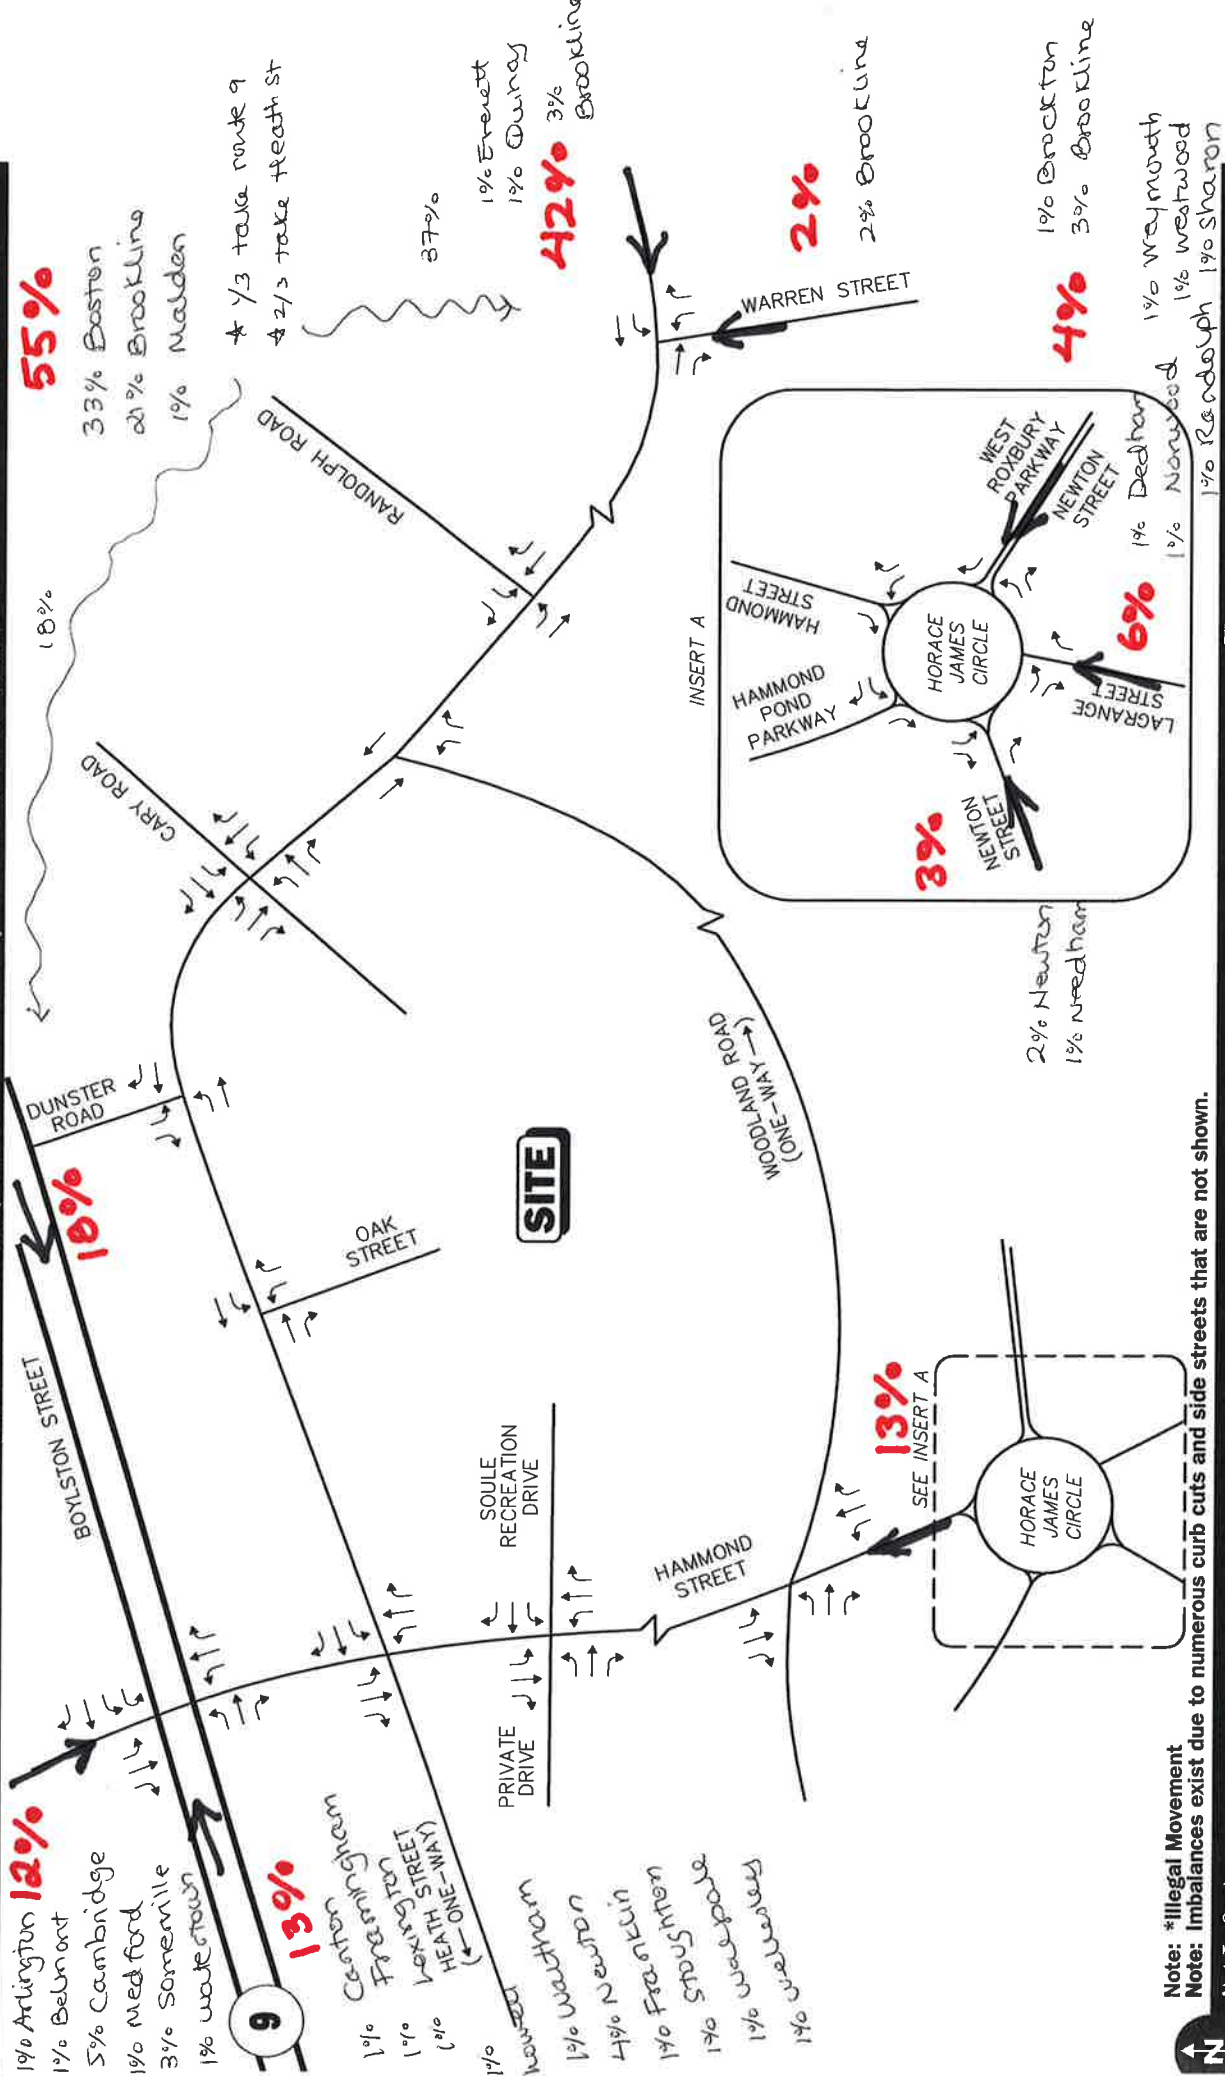 55%
33% Boston
21% Brookline
1% Malden
* 1/3 take route 9
* 2/3 take Heath St
18%
37%
1% Everett
1% Quincy
42%
3%
Brookline
2%
2% Brookline
4%
1% Brockton
3% Brookline
6%
1% Dedham
1% Weymouth
1% Norwood
1% Westwood
1% Randolph
1% Sharon
3%
2% Newton
1% Needham
13%
18%
12%
1% Arlington
1% Belmont
5% Cambridge
1% Medford
3% Somerville
1% Watertown
13%
1% Canton
1% Framingham
1% Lexington
1%
1% Waltham
4% Newton
1% Franklin
1% Stoughton
1% Walepole
1% Wellesley
9
BOYLSTON STREET
DUNSTER
ROAD
CARY ROAD
RANDOLPH ROAD
WARREN STREET
OAK
STREET
SITE
WOODLAND ROAD
(ONE-WAY→)
SOULE
RECREATION
DRIVE
PRIVATE
DRIVE
HEATH STREET
(←ONE-WAY)
HAMMOND
STREET
SEE INSERT A
HORACE
JAMES
CIRCLE
INSERT A
HAMMOND
POND
PARKWAY
HAMMOND
STREET
WEST
ROXBURY
PARKWAY
NEWTON
STREET
HORACE
JAMES
CIRCLE
NEWTON
STREET
LAGRANGE
STREET
N
Note: *Illegal Movement
Note: Imbalances exist due to numerous curb cuts and side streets that are not shown.